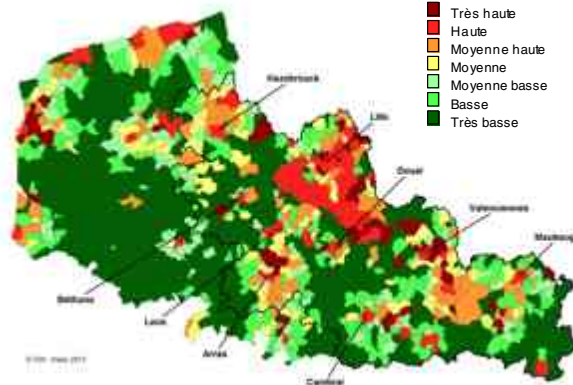 Très haute
Haute
Moyenne haute
Moyenne
Moyenne basse
Basse
Très basse
Hazebrouck
Lille
Douai
Valenciennes
Maubeuge
Béthune
Lens
Arras
Cambrai